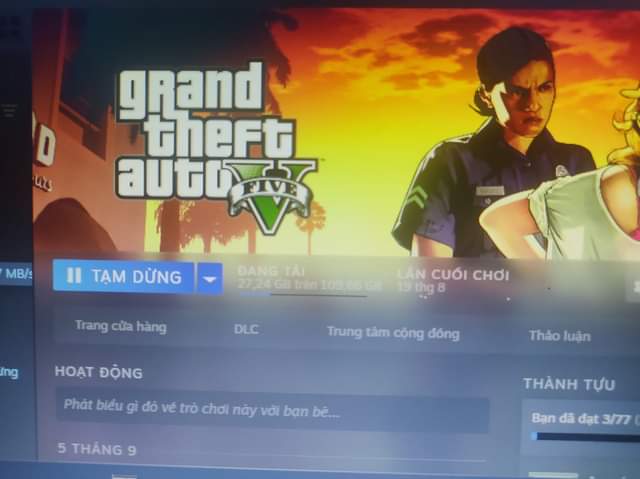 grand
theft
auto V
FIVE
7 MB/s
TẠM DỪNG
ĐANG TẢI
27,24 GB trên 109,66 GB
LẦN CUỐI CHƠI
19 thg 8
Trang cửa hàng
DLC
Trung tâm cộng đồng
Thảo luận
HOẠT ĐỘNG
Phát biểu gì đó về trò chơi này với bạn bè...
THÀNH TỰU
Bạn đã đạt 3/77
5 THÁNG 9